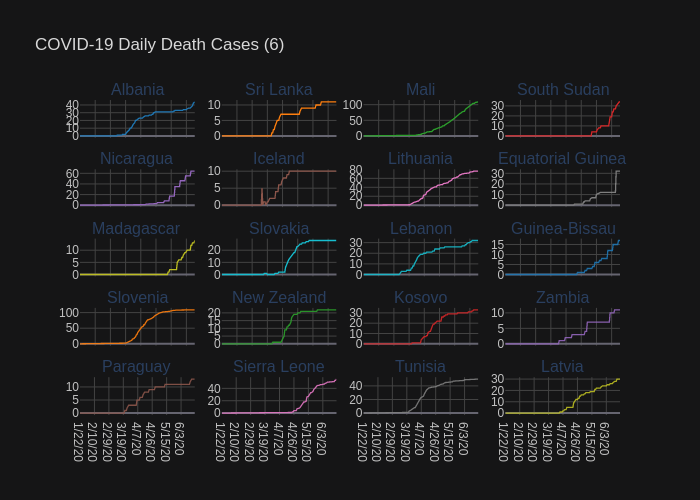 COVID-19 Daily Death Cases (6)
Albania Sri Lanka Mali South Sudan
40 30 20 10 0
10 5 0
100 50 0
30 20 10 0
Nicaragua Iceland Lithuania Equatorial Guinea
60 40 20 0
10 5 0
80 60 40 20 0
30 20 10 0
Madagascar Slovakia Lebanon Guinea-Bissau
10 5 0
20 10 0
30 20 10 0
15 10 5 0
Slovenia New Zealand Kosovo Zambia
100 50 0
20 15 10 5 0
30 20 10 0
10 5 0
Paraguay Sierra Leone Tunisia Latvia
10 5 0
40 20 0
40 20 0
30 20 10 0
1/22/20 2/10/20 2/29/20 3/19/20 4/7/20 4/26/20 5/15/20 6/3/20
1/22/20 2/10/20 2/29/20 3/19/20 4/7/20 4/26/20 5/15/20 6/3/20
1/22/20 2/10/20 2/29/20 3/19/20 4/7/20 4/26/20 5/15/20 6/3/20
1/22/20 2/10/20 2/29/20 3/19/20 4/7/20 4/26/20 5/15/20 6/3/20